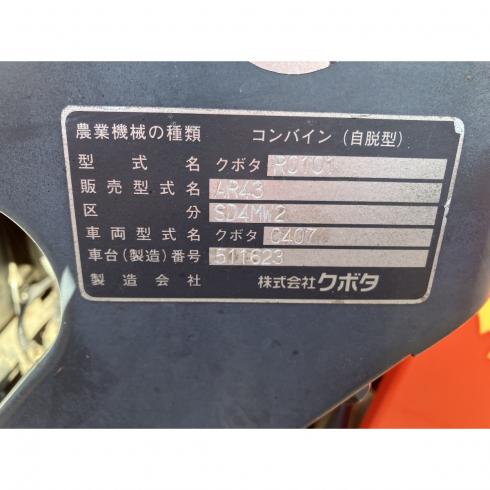 農業機械の種類 コンバイン(自脱型)
型式名 クボタ RC101
販売型式名 AR43
区分 SD4MW2
車両型式名 クボタ C407
車台(製造)番号 511623
製造会社 株式会社クボタ